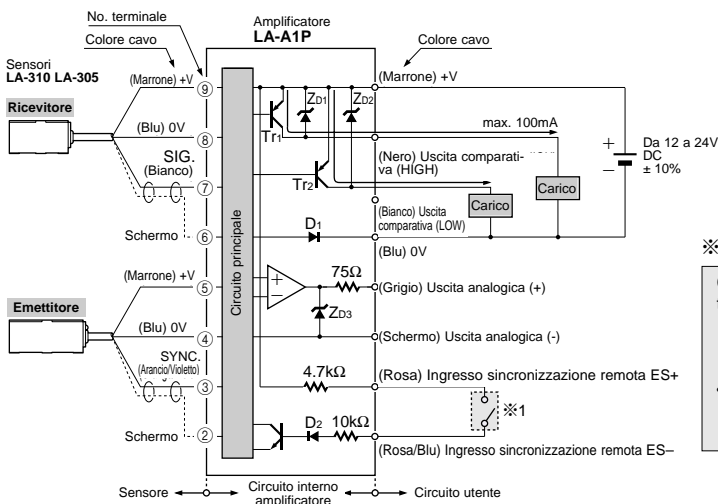 No. terminale
Colore cavo
Amplificatore
LA-A1P
Colore cavo
Sensori
LA-310 LA-305
(Marrone) +V
9
(Marrone) +V
Ricevitore
ZD1
ZD2
max. 100mA
(Blu) 0V
8
Tr1
+
−
Da 12 a 24V
DC
± 10%
SIG.
(Bianco)
7
Tr2
(Nero) Uscita comparati-
va (HIGH)
Carico
Carico
(Bianco) Uscita
comparativa (LOW)
Schermo
6
D1
(Blu) 0V
※
Circuito principale
(Marrone) +V
5
+
−
75Ω
(Grigio) Uscita analogica (+)
Emettitore
ZD3
(Blu) 0V
4
(Schermo) Uscita analogica (-)
SYNC.
(Arancio/Violetto)
3
4.7kΩ
(Rosa) Ingresso sincronizzazione remota ES+
※1
Schermo
2
D2
10kΩ
(Rosa/Blu) Ingresso sincronizzazione remota ES–
Sensore
Circuito interno
amplificatore
Circuito utente